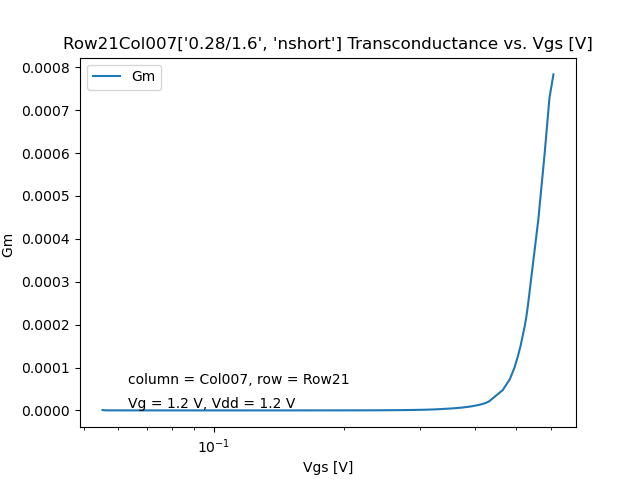 Row21Col007['0.28/1.6', 'nshort'] Transconductance vs. Vgs [V]
Gm
0.0008
0.0007
0.0006
0.0005
0.0004
0.0003
0.0002
0.0001
0.0000
Gm
column = Col007, row = Row21
Vg = 1.2 V, Vdd = 1.2 V
10⁻¹
Vgs [V]